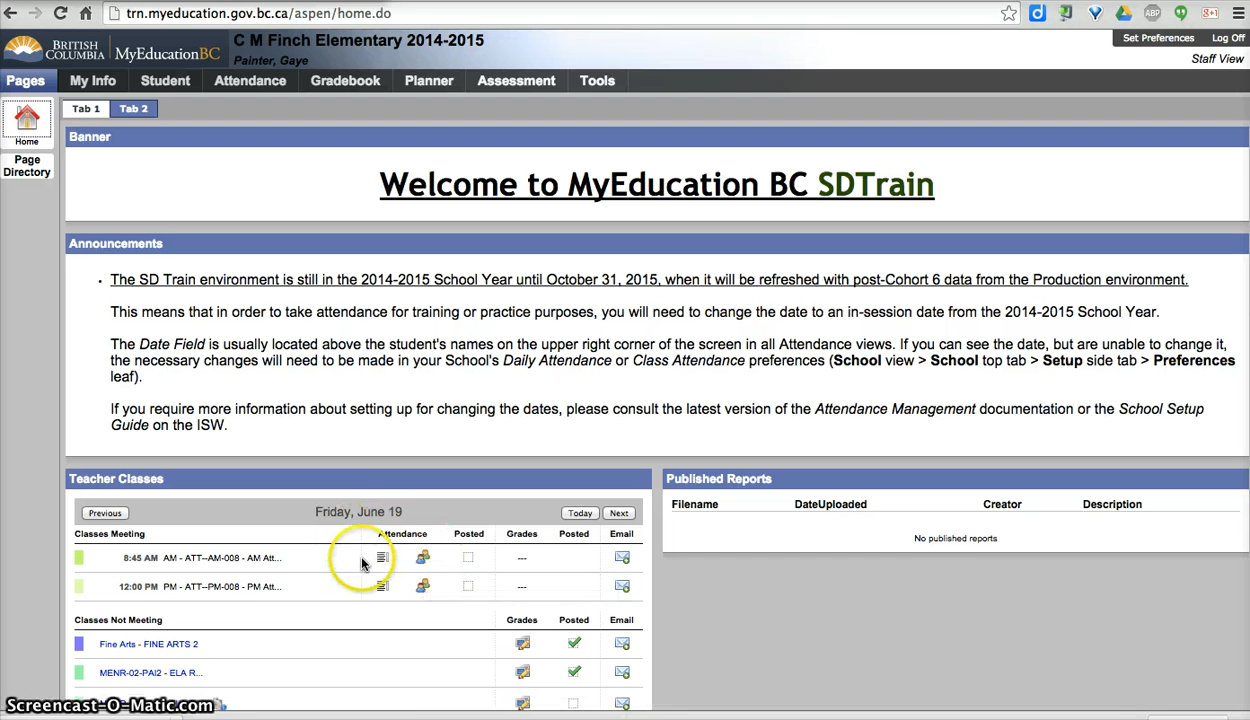 trn.myeducation.gov.bc.ca/aspen/home.do
BRITISH COLUMBIA
MyEducationBC
C M Finch Elementary 2014-2015
Painter, Gaye
Set Preferences Log Off
Staff View
Pages My Info Student Attendance Gradebook Planner Assessment Tools
Home
Page Directory
Tab 1 Tab 2
Banner
Welcome to MyEducation BC SDTrain
Announcements
The SD Train environment is still in the 2014-2015 School Year until October 31, 2015, when it will be refreshed with post-Cohort 6 data from the Production environment.
This means that in order to take attendance for training or practice purposes, you will need to change the date to an in-session date from the 2014-2015 School Year.
The Date Field is usually located above the student's names on the upper right corner of the screen in all Attendance views. If you can see the date, but are unable to change it,
the necessary changes will need to be made in your School's Daily Attendance or Class Attendance preferences (School view > School top tab > Setup side tab > Preferences
leaf).
If you require more information about setting up for changing the dates, please consult the latest version of the Attendance Management documentation or the School Setup
Guide on the ISW.
Teacher Classes
Previous Friday, June 19 Today Next
Classes Meeting Attendance Posted Grades Posted Email
8:45 AM AM - ATT--AM-008 - AM Att... ---
12:00 PM PM - ATT--PM-008 - PM Att... ---
Classes Not Meeting Grades Posted Email
Fine Arts - FINE ARTS 2
MENR-02-PAI2 - ELA R...
Published Reports
Filename DateUploaded Creator Description
No published reports
Screencast-O-Matic.com
ABP
+1